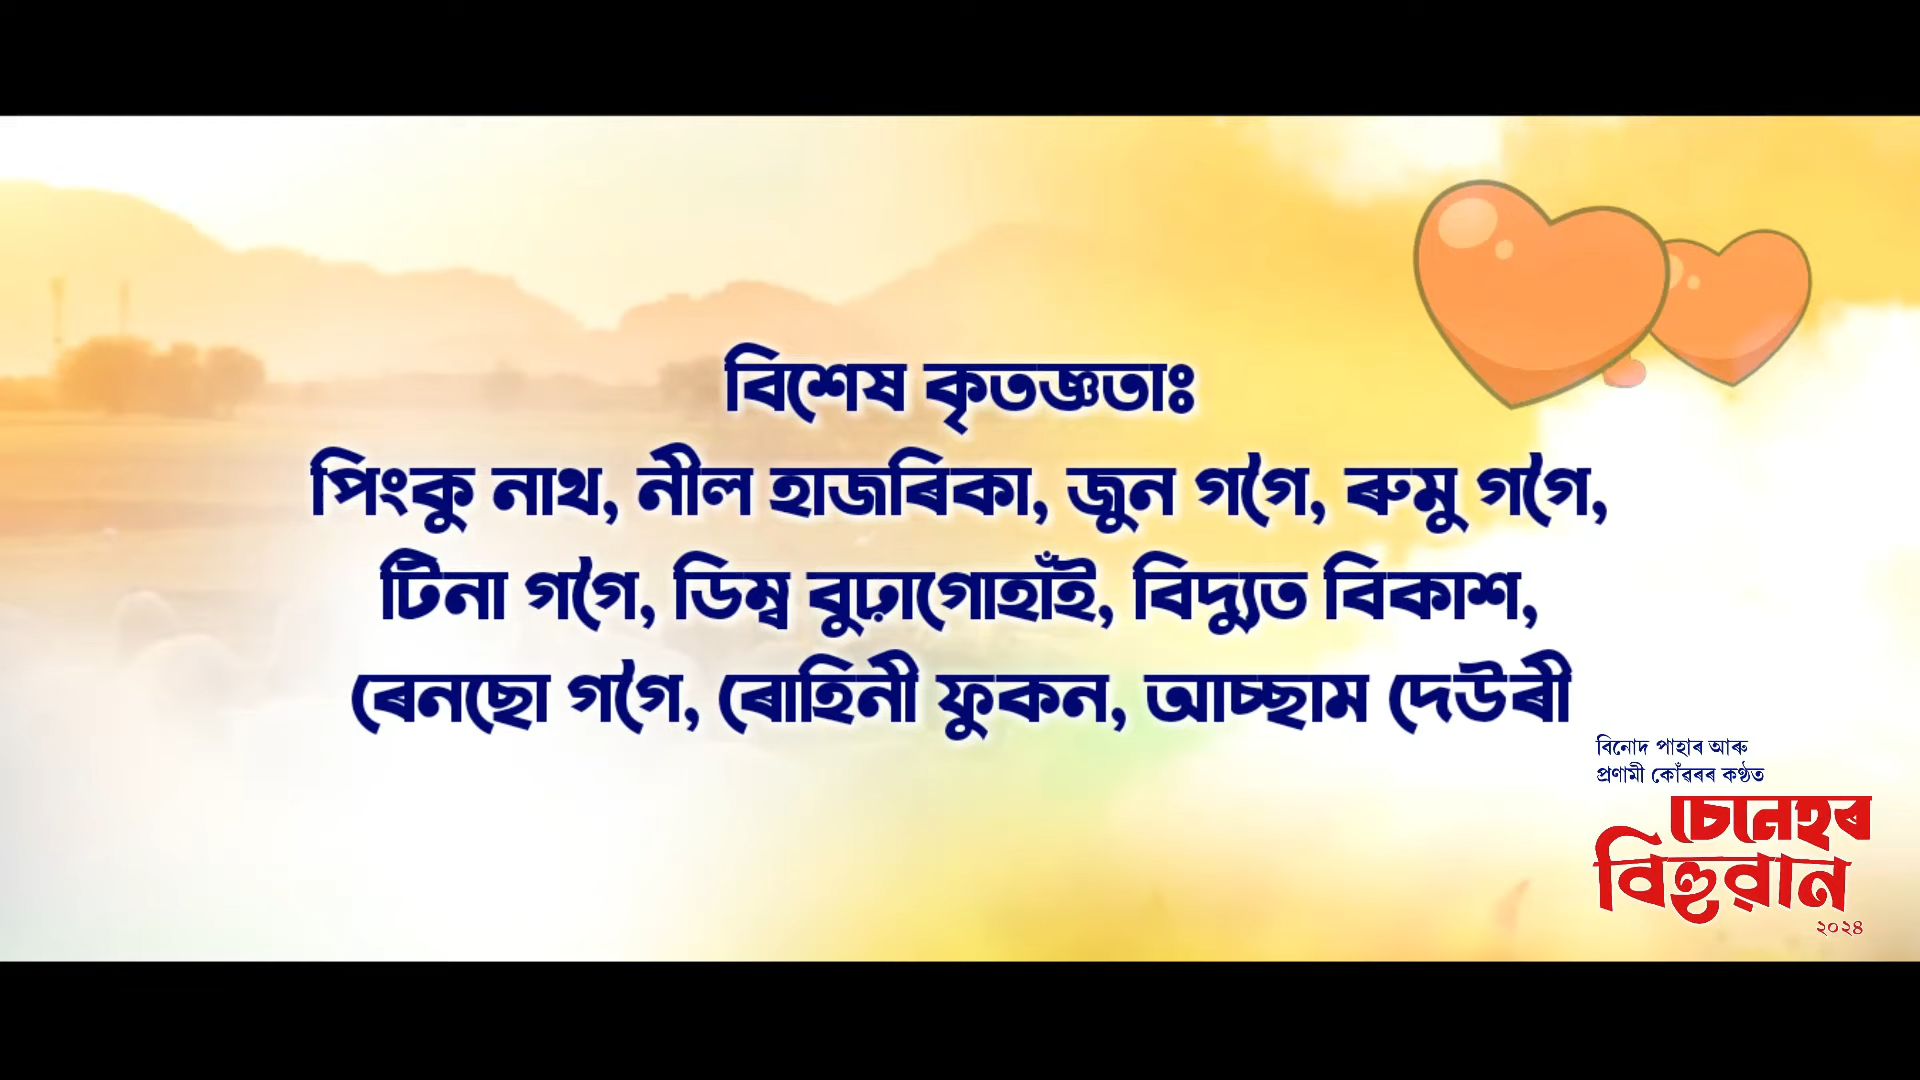 বিশেষ কৃতজ্ঞতাঃ
পিংকু নাথ, নীল হাজৰিকা, জুন গগৈ, ৰুমু গগৈ,
টিনা গগৈ, ডিম্ব বুঢ়াগোহাঁই, বিদ্যুত বিকাশ,
ৰেনছো গগৈ, ৰোহিনী ফুকন, আচ্ছাম দেউৰী
বিনোদ পাহাৰ আৰু
প্ৰণামী কোঁৱৰৰ কণ্ঠত
চেনেহৰ
বিহুৱান
২০২৪